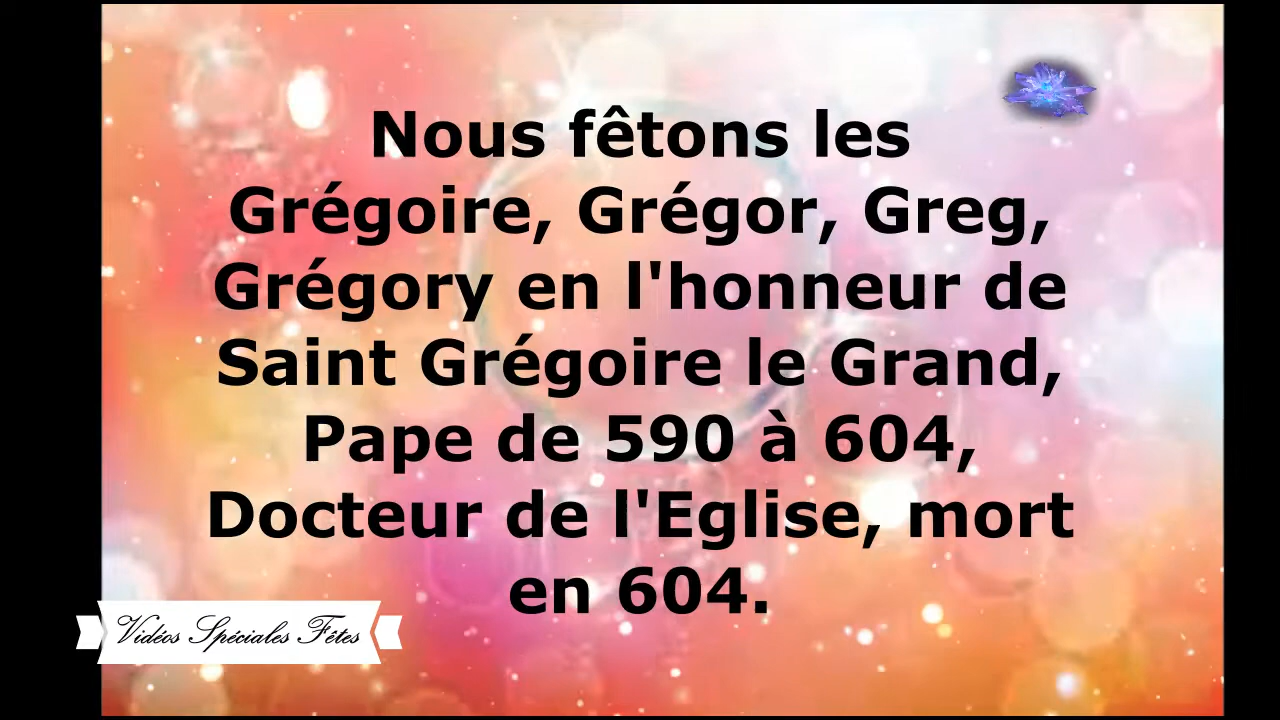 Nous fêtons les
Grégoire, Grégor, Greg,
Grégory en l'honneur de
Saint Grégoire le Grand,
Pape de 590 à 604,
Docteur de l'Eglise, mort
en 604.
Vidéos Spéciales Fêtes